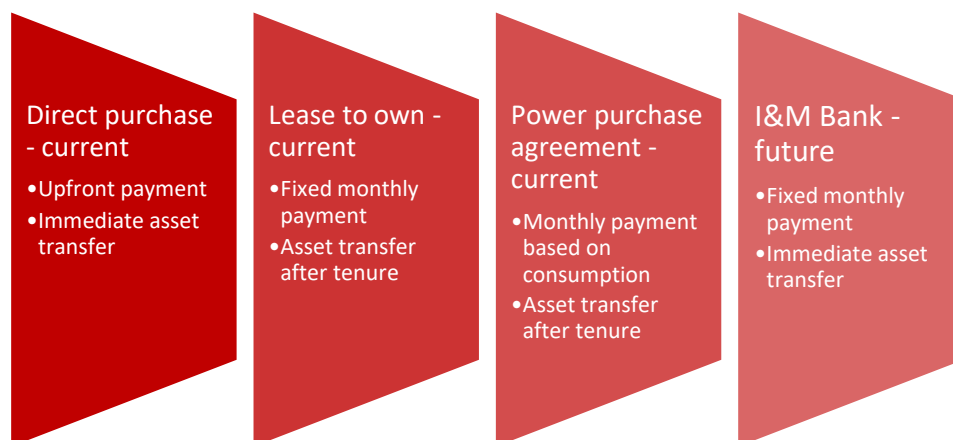 Direct purchase
- current
•Upfront payment
•Immediate asset
transfer
Lease to own -
current
•Fixed monthly
payment
•Asset transfer
after tenure
Power purchase
agreement -
current
•Monthly payment
based on
consumption
•Asset transfer
after tenure
I&M Bank -
future
•Fixed monthly
payment
•Immediate asset
transfer